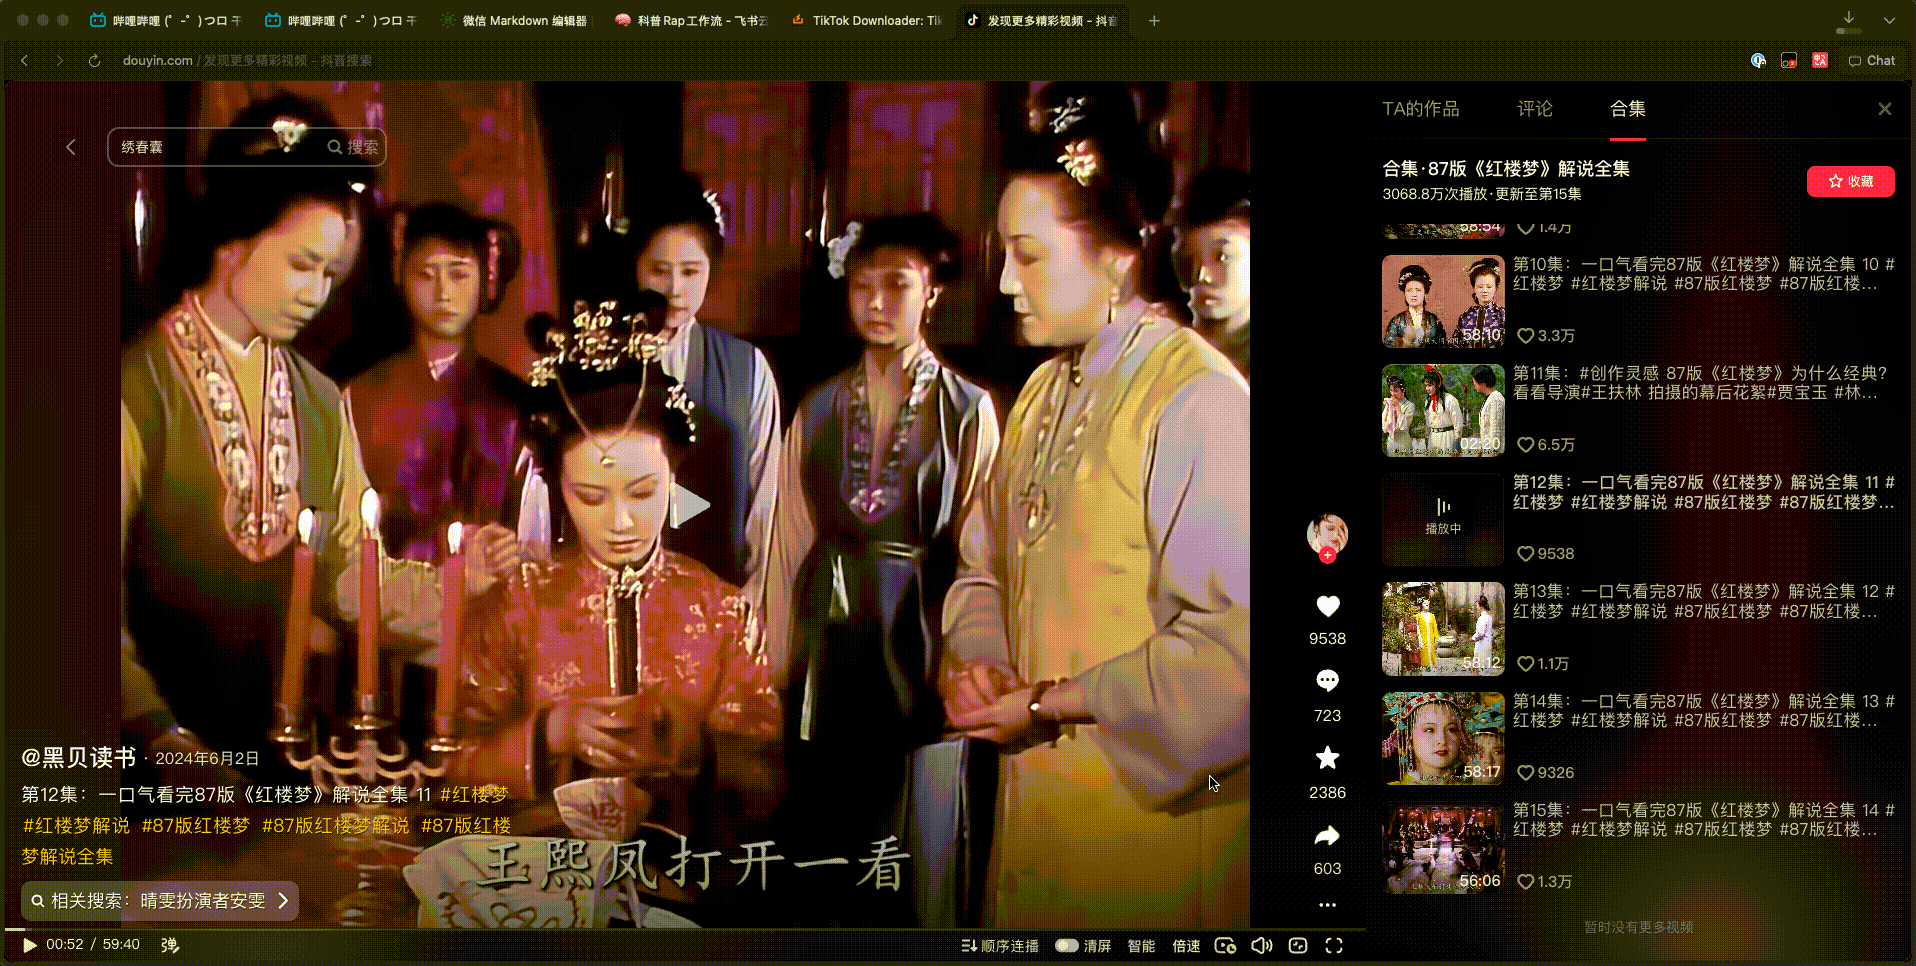 哔哩哔哩 (゜-゜)つロ 干
哔哩哔哩 (゜-゜)つロ 干
微信 Markdown 编辑器
科普Rap工作流 - 飞书云
TikTok Downloader: Tik
发现更多精彩视频 - 抖音
douyin.com / 发现更多精彩视频 - 抖音搜索
Chat
绣春囊
搜索
TA的作品
评论
合集
合集·87版《红楼梦》解说全集
3068.8万次播放·更新至第15集
收藏
58:54
1.4万
第10集：一口气看完87版《红楼梦》解说全集 10 #
红楼梦 #红楼梦解说 #87版红楼梦 #87版红楼...
58:10
3.3万
第11集：#创作灵感 87版《红楼梦》为什么经典?
看看导演#王扶林 拍摄的幕后花絮#贾宝玉 #林...
02:20
6.5万
第12集：一口气看完87版《红楼梦》解说全集 11 #
红楼梦 #红楼梦解说 #87版红楼梦 #87版红楼梦...
播放中
9538
第13集：一口气看完87版《红楼梦》解说全集 12 #
红楼梦 #红楼梦解说 #87版红楼梦 #87版红楼...
58:12
1.1万
第14集：一口气看完87版《红楼梦》解说全集 13 #
红楼梦 #红楼梦解说 #87版红楼梦 #87版红楼...
58:17
9326
第15集：一口气看完87版《红楼梦》解说全集 14 #
红楼梦 #红楼梦解说 #87版红楼梦 #87版红楼...
56:06
1.3万
暂时没有更多视频
9538
723
2386
603
@黑贝读书 · 2024年6月2日
第12集：一口气看完87版《红楼梦》解说全集 11 #红楼梦
#红楼梦解说 #87版红楼梦 #87版红楼梦解说 #87版红楼
梦解说全集
王熙凤打开一看
相关搜索：晴雯扮演者安雯
00:52 / 59:40
弹
顺序连播
清屏
智能
倍速